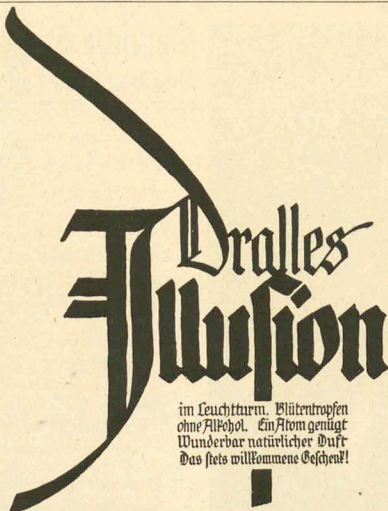 Dralles
Illusion
im Leuchtturm. Blütentropfen
ohne Alkohol. Ein Atom genügt
Wunderbar natürlicher Duft
Das stets willkommene Geschenk!